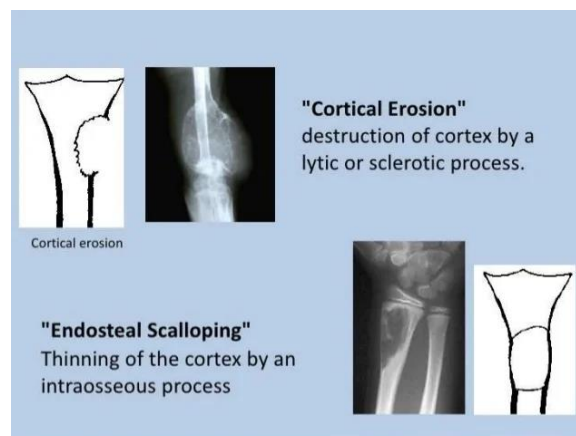 "Cortical Erosion"
destruction of cortex by a
lytic or sclerotic process.
Cortical erosion
"Endosteal Scalloping"
Thinning of the cortex by an
intraosseous process